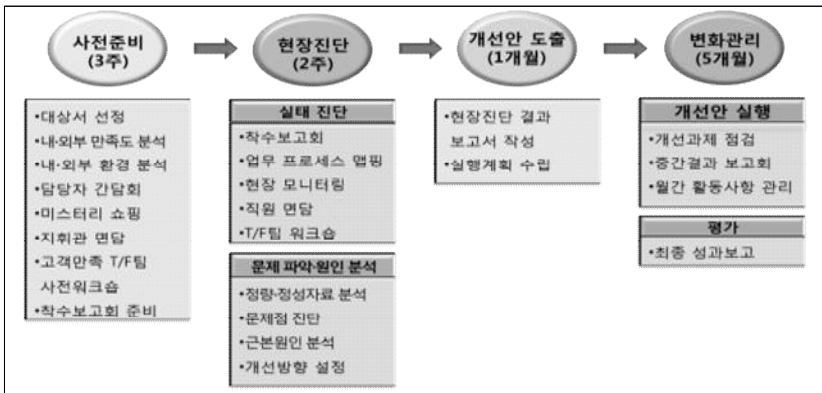 사전준비
(3주)
현장진단
(2주)
개선안 도출
(1개월)
변화관리
(5개월)
•대상서 선정
•내·외부 만족도 분석
•내·외부 환경 분석
•담당자 간담회
•미스터리 쇼핑
•지휘관 면담
•고객만족 T/F팀
사전워크숍
•착수보고회 준비
실태 진단
•착수보고회
•업무 프로세스 맵핑
•현장 모니터링
•직원 면담
•T/F팀 워크숍
문제 파악·원인 분석
•정량·정성자료 분석
•문제점 진단
•근본원인 분석
•개선방향 설정
•현장진단 결과
보고서 작성
•실행계획 수립
개선안 실행
•개선과제 점검
•중간결과 보고회
•월간 활동사항 관리
평가
•최종 성과보고